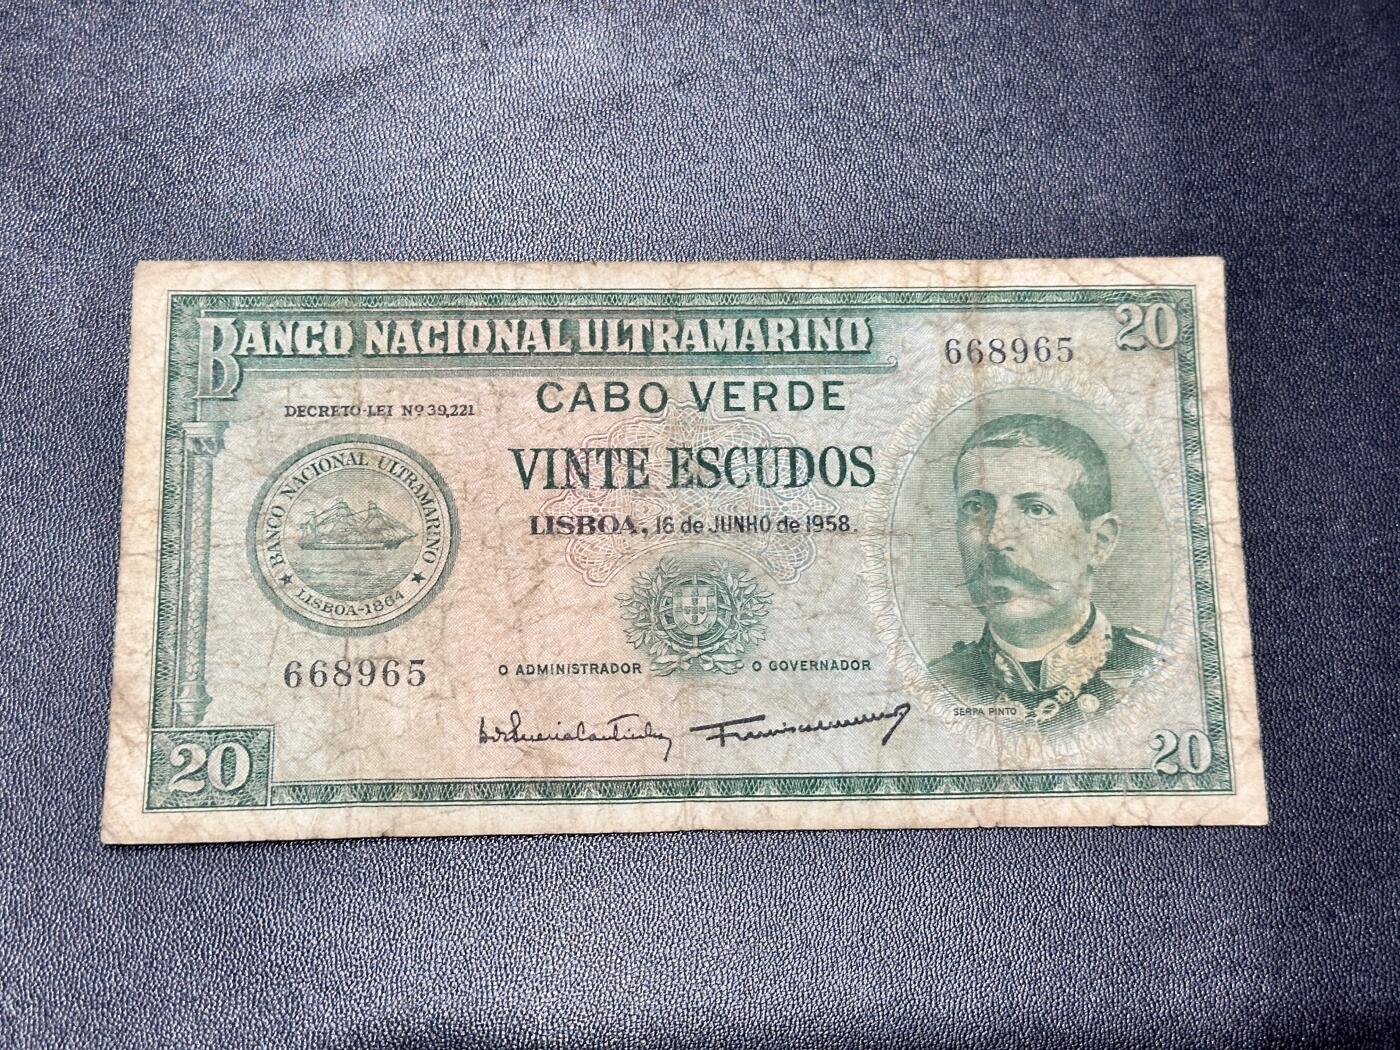 BANCO NACIONAL ULTRAMARINO
20
668965
CABO VERDE
DECRETO-LEI Nº 39,221
VINTE ESCUDOS
LISBOA, 16 de JUNHO de 1958.
BANCO NACIONAL ULTRAMARINO
LISBOA-1864
668965
O ADMINISTRADOR
O GOVERNADOR
SERPA PINTO
20
20